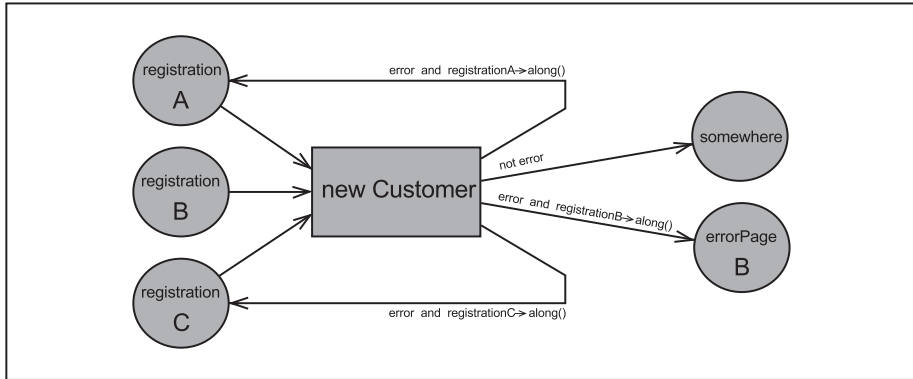 registration
A
error and registrationA→along()
registration
B
new Customer
not error
somewhere
error and registrationB→along()
errorPage
B
registration
C
error and registrationC→along()